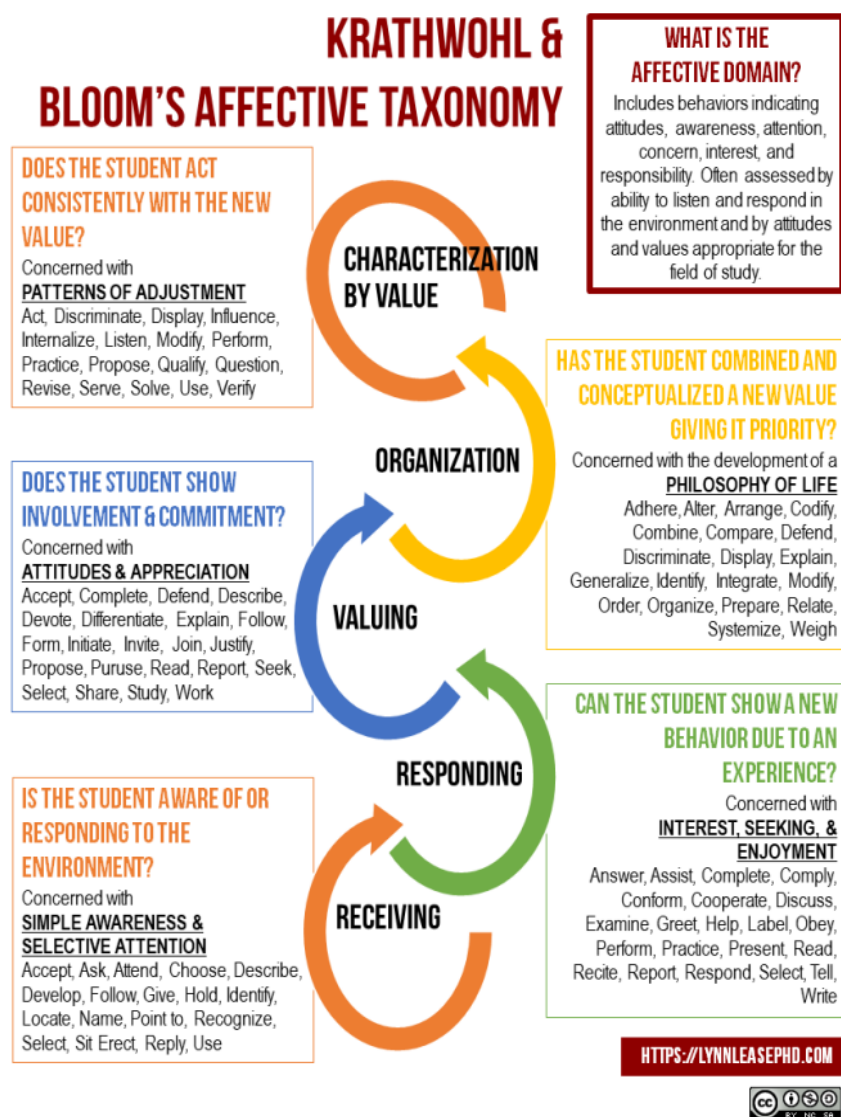 KRATHWOHL &
BLOOM'S AFFECTIVE TAXONOMY
WHAT IS THE
AFFECTIVE DOMAIN?
Includes behaviors indicating
attitudes, awareness, attention,
concern, interest, and
responsibility. Often assessed by
ability to listen and respond in
the environment and by attitudes
and values appropriate for the
field of study.
DOES THE STUDENT ACT
CONSISTENTLY WITH THE NEW
VALUE?
Concerned with
PATTERNS OF ADJUSTMENT
Act, Discriminate, Display, Influence,
Internalize, Listen, Modify, Perform,
Practice, Propose, Qualify, Question,
Revise, Serve, Solve, Use, Verify
CHARACTERIZATION
BY VALUE
HAS THE STUDENT COMBINED AND
CONCEPTUALIZED A NEW VALUE
GIVING IT PRIORITY?
Concerned with the development of a
PHILOSOPHY OF LIFE
Adhere, Alter, Arrange, Codify,
Combine, Compare, Defend,
Discriminate, Display, Explain,
Generalize, Identify, Integrate, Modify,
Order, Organize, Prepare, Relate,
Systemize, Weigh
ORGANIZATION
DOES THE STUDENT SHOW
INVOLVEMENT & COMMITMENT?
Concerned with
ATTITUDES & APPRECIATION
Accept, Complete, Defend, Describe,
Devote, Differentiate, Explain, Follow,
Form, Initiate, Invite, Join, Justify,
Propose, Puruse, Read, Report, Seek,
Select, Share, Study, Work
VALUING
CAN THE STUDENT SHOW A NEW
BEHAVIOR DUE TO AN
EXPERIENCE?
Concerned with
INTEREST, SEEKING, &
ENJOYMENT
Answer, Assist, Complete, Comply,
Conform, Cooperate, Discuss,
Examine, Greet, Help, Label, Obey,
Perform, Practice, Present, Read,
Recite, Report, Respond, Select, Tell,
Write
RESPONDING
IS THE STUDENT AWARE OF OR
RESPONDING TO THE
ENVIRONMENT?
Concerned with
SIMPLE AWARENESS &
SELECTIVE ATTENTION
Accept, Ask, Attend, Choose, Describe,
Develop, Follow, Give, Hold, Identify,
Locate, Name, Point to, Recognize,
Select, Sit Erect, Reply, Use
RECEIVING
HTTPS://LYNNLEASEPHD.COM
cc
BY NC SA